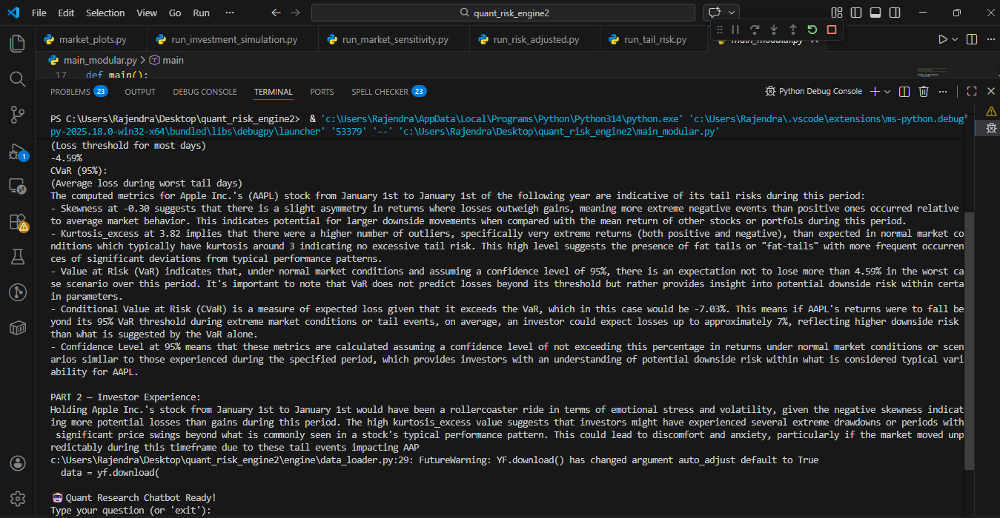 File Edit Selection View Go Run ··· quant_risk_engine2
market_plots.py run_investment_simulation.py run_market_sensitivity.py run_risk_adjusted.py run_tail_risk.py main_modular.py
main_modular.py > main
17 def main():
PROBLEMS 23 OUTPUT DEBUG CONSOLE TERMINAL PORTS SPELL CHECKER 23 Python Debug Console
PS C:\Users\Rajendra\Desktop\quant_risk_engine2> & 'c:\Users\Rajendra\AppData\Local\Programs\Python\Python314\python.exe' 'c:\Users\Rajendra\.vscode\extensions\ms-python.debug
py-2025.18.0-win32-x64\bundled\libs\debugpy\launcher' '53379' '--' 'c:\Users\Rajendra\Desktop\quant_risk_engine2\main_modular.py'
(Loss threshold for most days)
-4.59%
CVaR (95%):
(Average loss during worst tail days)
The computed metrics for Apple Inc.'s (AAPL) stock from January 1st to January 1st of the following year are indicative of its tail risks during this period:
- Skewness at -0.30 suggests that there is a slight asymmetry in returns where losses outweigh gains, meaning more extreme negative events than positive ones occurred relative
to average market behavior. This indicates potential for larger downside movements when compared with the mean return of other stocks or portfols during this period.
- Kurtosis_excess at 3.82 implies that there were a higher number of outliers, specifically very extreme returns (both positive and negative), than expected in normal market co
nditions which typically have kurtosis around 3 indicating no excessive tail risk. This high level suggests the presence of fat tails or "fat-tails" with more frequent occurren
ces of significant deviations from typical performance patterns.
- Value at Risk (VaR) indicates that, under normal market conditions and assuming a confidence level of 95%, there is an expectation not to lose more than 4.59% in the worst ca
se scenario over this period. It's important to note that VaR does not predict losses beyond its threshold but rather provides insight into potential downside risk within certa
in parameters.
- Conditional Value at Risk (CVaR) is a measure of expected loss given that it exceeds the VaR, which in this case would be -7.03%. This means if AAPL's returns were to fall be
yond its 95% VaR threshold during extreme market conditions or tail events, on average, an investor could expect losses up to approximately 7%, reflecting higher downside risk
than what is suggested by the VaR alone.
- Confidence Level at 95% means that these metrics are calculated assuming a confidence level of not exceeding this percentage in returns under normal market conditions or scen
arios similar to those experienced during the specified period, which provides investors with an understanding of potential downside risk within what is considered typical vari
ability for AAPL.
PART 2 — Investor Experience:
Holding Apple Inc.'s stock from January 1st to January 1st would have been a rollercoaster ride in terms of emotional stress and volatility, given the negative skewness indicat
ing more potential losses than gains during this period. The high kurtosis_excess value suggests that investors might have experienced several extreme drawdowns or periods with
significant price swings beyond what is commonly seen in a stock's typical performance pattern. This could lead to discomfort and anxiety, particularly if the market moved unp
redictably during this timeframe due to these tail events impacting AAP
c:\Users\Rajendra\Desktop\quant_risk_engine2\engine\data_loader.py:29: FutureWarning: YF.download() has changed argument auto_adjust default to True
data = yf.download(
Quant Research Chatbot Ready!
Type your question (or 'exit'):
1